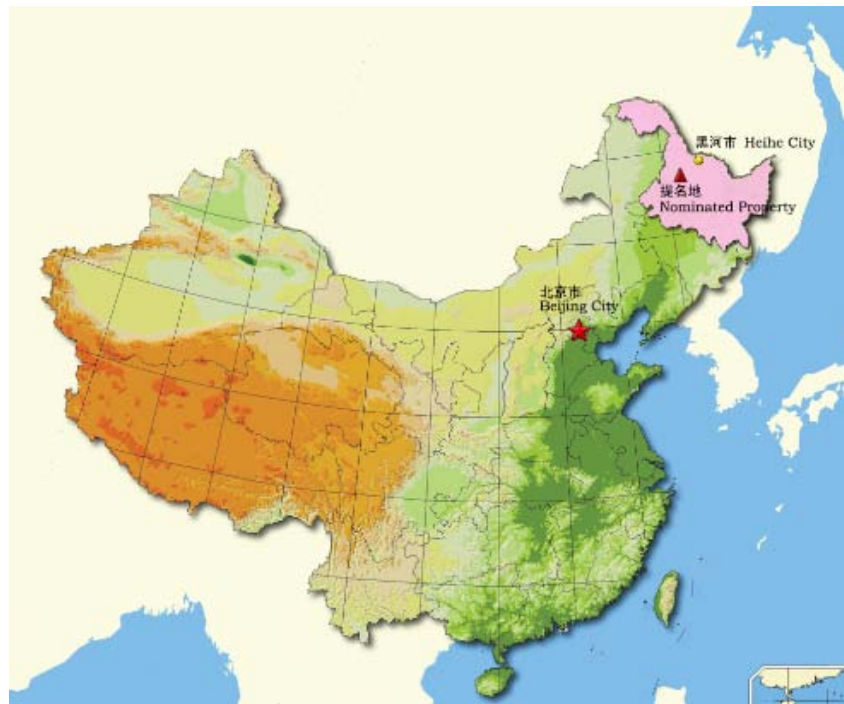 黑河市 Heihe City
提名地
Nominated Property
北京市
Beijing City